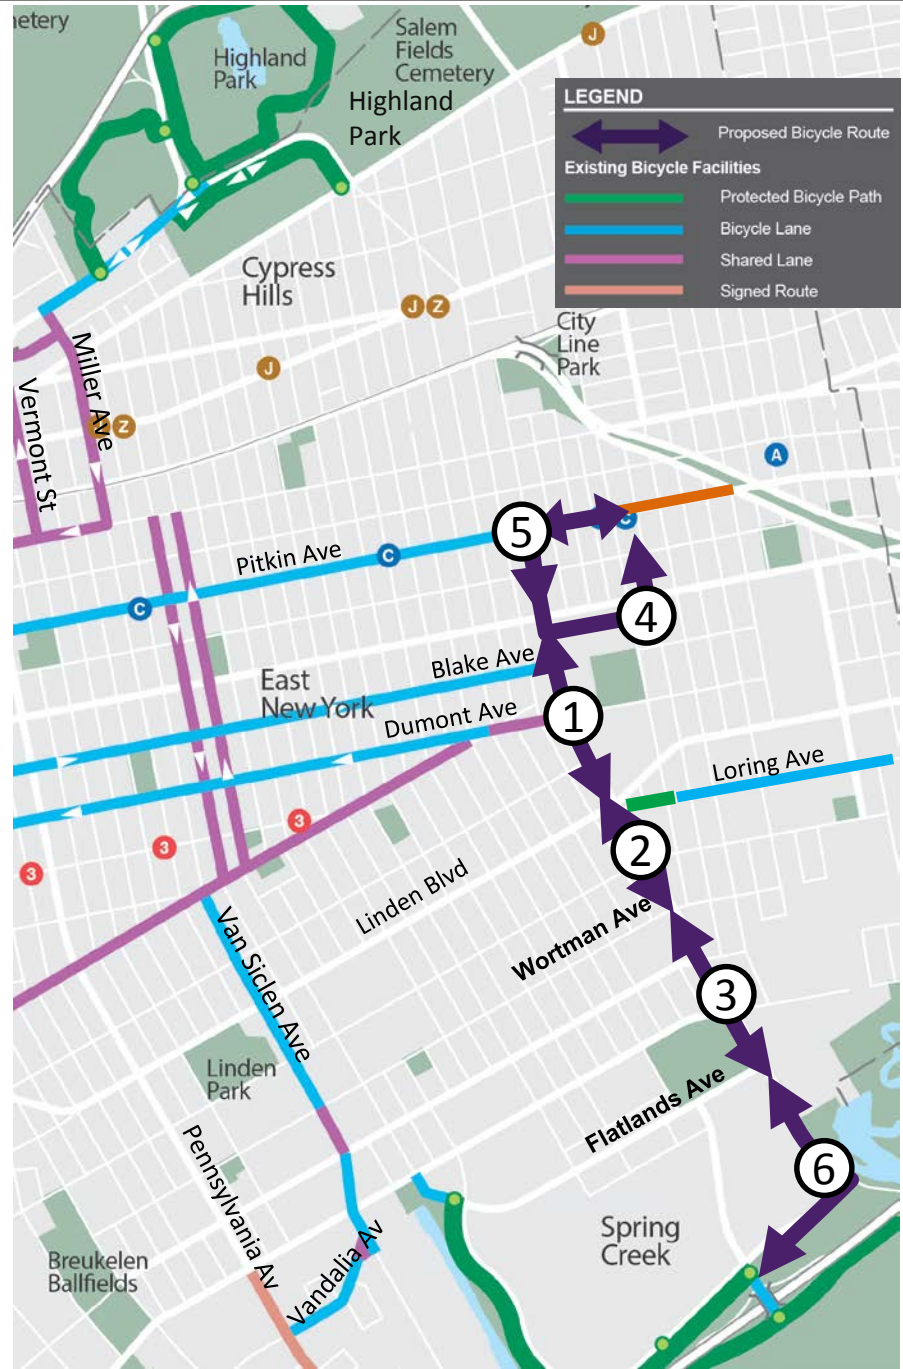 netery
Highland
Park
Salem
Fields
Cemetery
J
Highland
Park
LEGEND
Proposed Bicycle Route
Existing Bicycle Facilities
Protected Bicycle Path
Bicycle Lane
Shared Lane
Signed Route
Cypress
Hills
J Z
City
Line
Park
Miller Ave
J
Vermont St
Z
A
5
C
Pitkin Ave
C
C
4
Blake Ave
East
New York
Dumont Ave
1
Loring Ave
3
3
3
2
Linden Blvd
Wortman Ave
Van Siclen Ave
3
Linden
Park
Flatlands Ave
Pennsylvania Av
6
Vandalia Av
Spring
Creek
Breukelen
Ballfields